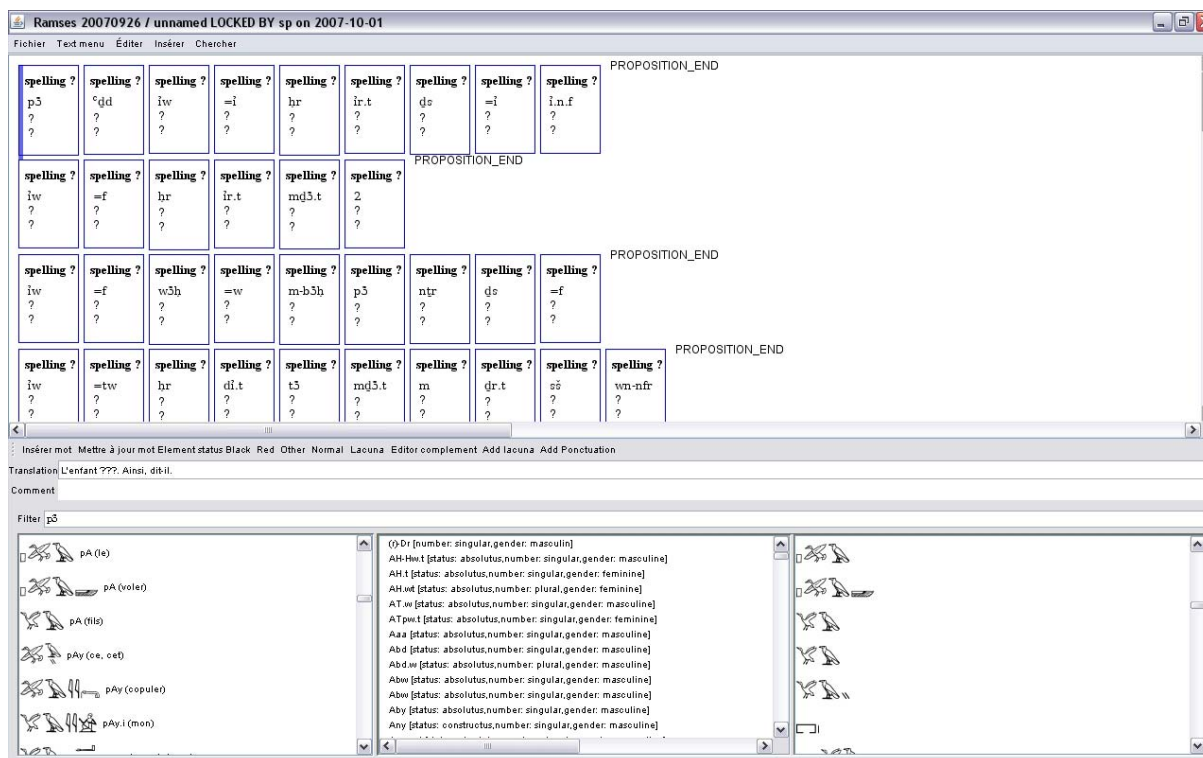 Ramses 20070926 / unnamed LOCKED BY sp on 2007-10-01
Fichier Text menu Éditer Insérer Chercher
spelling ? spelling ? spelling ? spelling ? spelling ? spelling ? spelling ? spelling ? spelling ? PROPOSITION_END
pꜣ ꜥḏd ỉw =ỉ ḥr ỉr.t ḏs =ỉ ỉ.n.f
? ? ? ? ? ? ? ? ?
? ? ? ? ? ? ? ? ?
spelling ? spelling ? spelling ? spelling ? spelling ? spelling ? PROPOSITION_END
ỉw =f ḥr ỉr.t mḏꜣ.t 2
? ? ? ? ? ?
? ? ? ? ? ?
spelling ? spelling ? spelling ? spelling ? spelling ? spelling ? spelling ? spelling ? spelling ? PROPOSITION_END
ỉw =f wꜣḥ =w m-bꜣḥ pꜣ nṯr ḏs =f
? ? ? ? ? ? ? ? ?
? ? ? ? ? ? ? ? ?
spelling ? spelling ? spelling ? spelling ? spelling ? spelling ? spelling ? spelling ? spelling ? spelling ? PROPOSITION_END
ỉw =tw ḥr dỉ.t tꜣ mḏꜣ.t m ḏr.t sš wn-nfr
? ? ? ? ? ? ? ? ? ?
? ? ? ? ? ? ? ? ? ?
Insérer mot Mettre à jour mot Element status Black Red Other Normal Lacuna Editor complement Add lacuna Add Ponctuation
Translation L'enfant ???. Ainsi, dit-il.
Comment
Filter pꜣ
pA (le)
pA (voler)
pA (fils)
pAy (ce, cet)
pAy (copuler)
pAy.i (mon)
(r)-Dr [number: singular,gender: masculin]
AH-Hw.t [status: absolutus,number: singular,gender: masculine]
AH.t [status: absolutus,number: singular,gender: feminine]
AH.wt [status: absolutus,number: plural,gender: feminine]
AT.w [status: absolutus,number: singular,gender: masculine]
ATpw.t [status: absolutus,number: singular,gender: feminine]
Aaa [status: absolutus,number: singular,gender: masculine]
Abd [status: absolutus,number: singular,gender: masculine]
Abd.w [status: absolutus,number: plural,gender: masculine]
Abw [status: absolutus,number: singular,gender: masculine]
Abw [status: absolutus,number: singular,gender: masculine]
Aby [status: absolutus,number: singular,gender: masculine]
Any [status: constructus,number: singular,gender: masculine]